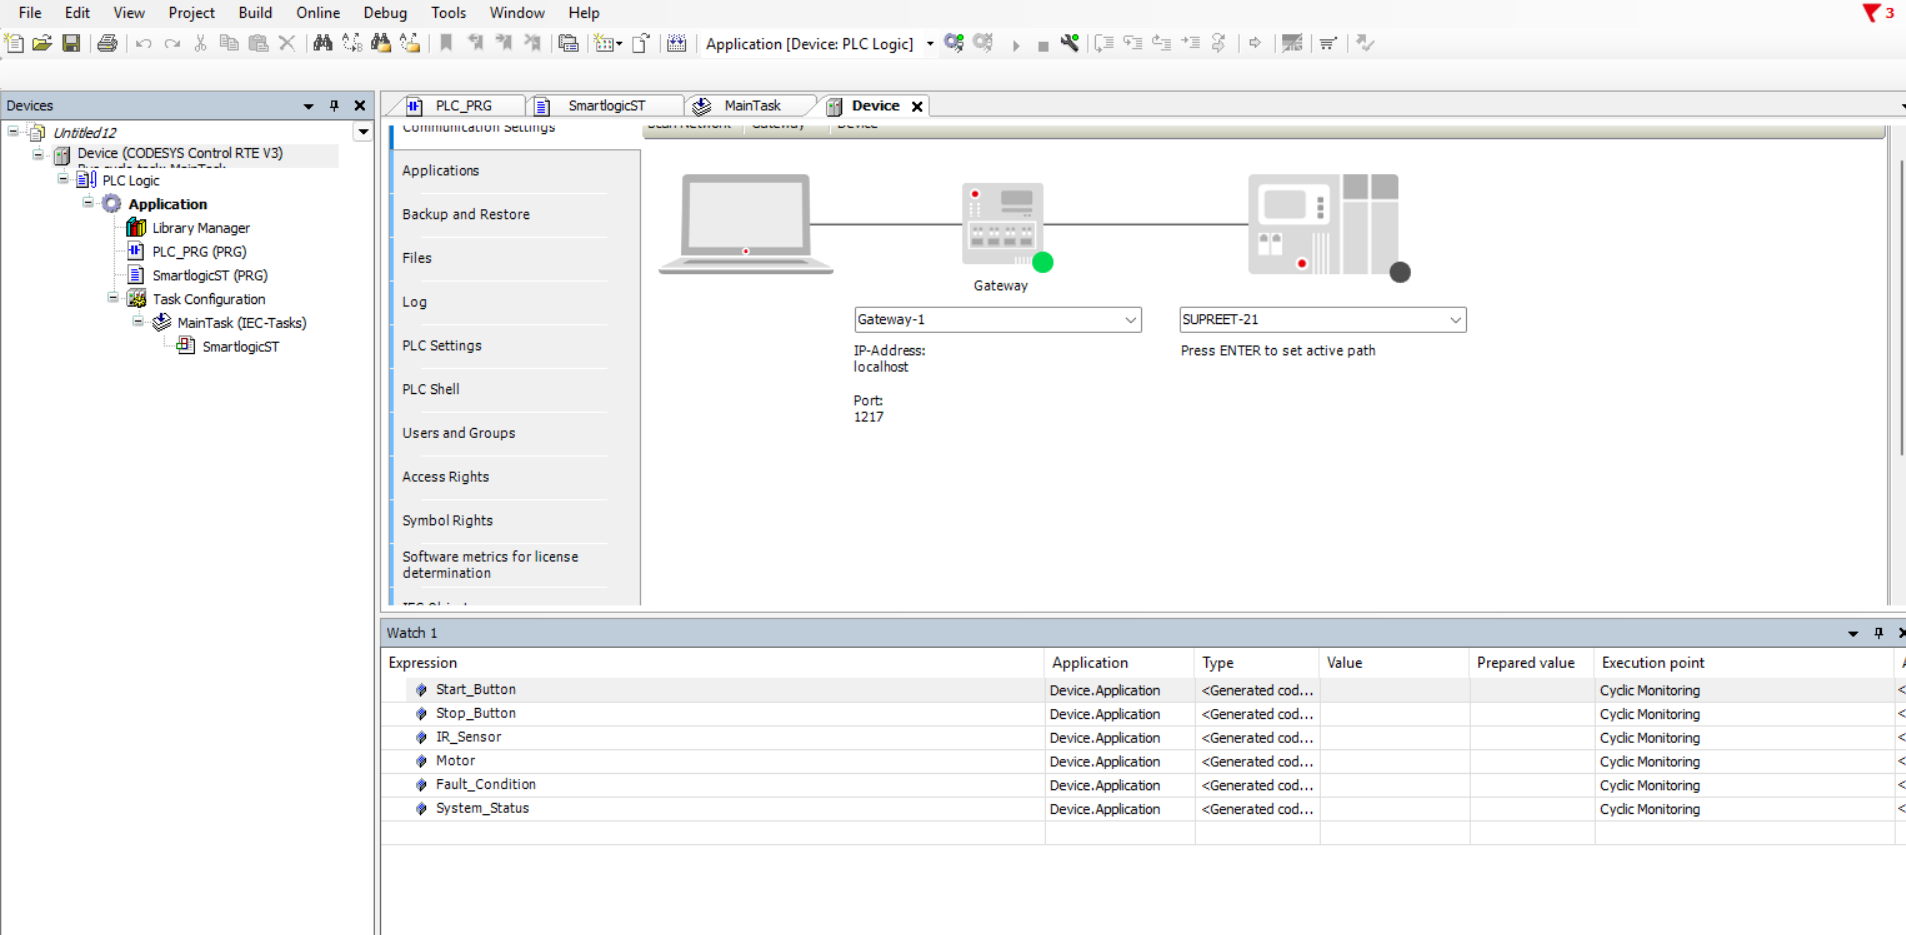 File Edit View Project Build Online Debug Tools Window Help
3
Application [Device: PLC Logic]
Devices
PLC_PRG SmartlogicST MainTask Device
Untitled12
Device (CODESYS Control RTE V3)
PLC Logic
Application
Library Manager
PLC_PRG (PRG)
SmartlogicST (PRG)
Task Configuration
MainTask (IEC-Tasks)
SmartlogicST
Communication Settings
Applications
Backup and Restore
Files
Log
PLC Settings
PLC Shell
Users and Groups
Access Rights
Symbol Rights
Software metrics for license
determination
Scan Network Gateway Device
Gateway
Gateway-1
IP-Address:
localhost
Port:
1217
SUPREET-21
Press ENTER to set active path
Watch 1
Expression Application Type Value Prepared value Execution point
Start_Button Device.Application <Generated cod... Cyclic Monitoring
Stop_Button Device.Application <Generated cod... Cyclic Monitoring
IR_Sensor Device.Application <Generated cod... Cyclic Monitoring
Motor Device.Application <Generated cod... Cyclic Monitoring
Fault_Condition Device.Application <Generated cod... Cyclic Monitoring
System_Status Device.Application <Generated cod... Cyclic Monitoring